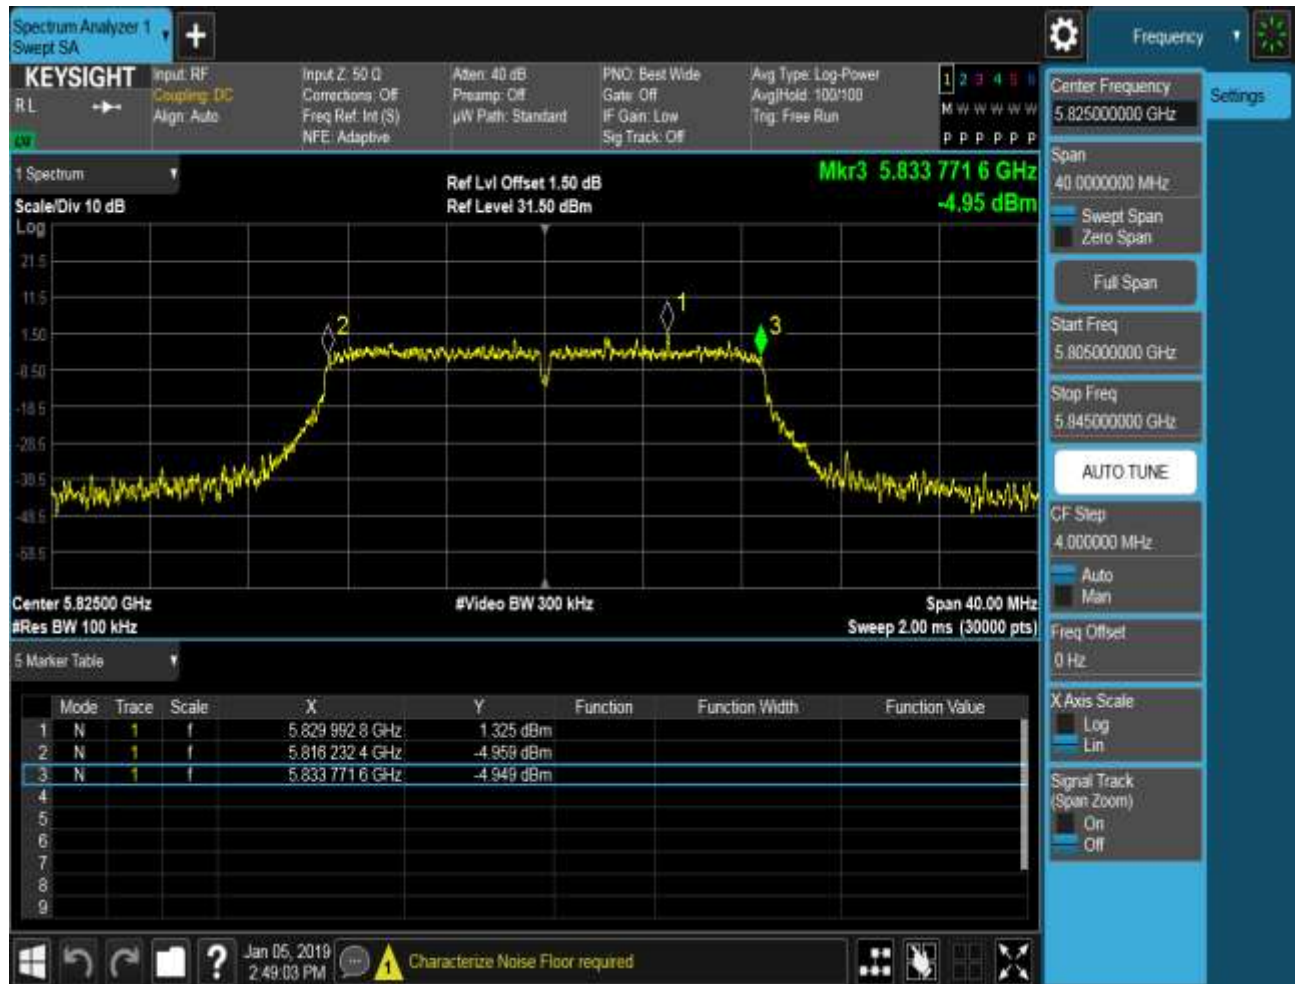 Spectrum Analyzer 1
Swept SA
+
Frequency
KEYSIGHT
R L
Input: RF
Coupling: DC
Align: Auto
Input Z: 50 Ω
Corrections: Off
Freq Ref: Int (S)
NFE: Adaptive
Atten: 40 dB
Preamp: Off
µW Path: Standard
PNO: Best Wide
Gate: Off
IF Gain: Low
Sig Track: Off
Avg Type: Log-Power
Avg|Hold: 100/100
Trig: Free Run
1 2 3 4 5 6
M W W W W W
P P P P P P
1 Spectrum
Scale/Div 10 dB
Ref Lvl Offset 1.50 dB
Ref Level 31.50 dBm
Mkr3 5.833 771 6 GHz
-4.95 dBm
Log
21.5
11.5
1.50
-8.50
-18.5
-28.5
-38.5
-48.5
-58.5
2
1
3
Center 5.82500 GHz
#Video BW 300 kHz
Span 40.00 MHz
#Res BW 100 kHz
Sweep 2.00 ms (30000 pts)
5 Marker Table
Mode Trace Scale X Y Function Function Width Function Value
1 N 1 f 5.829 992 8 GHz 1.325 dBm
2 N 1 f 5.816 232 4 GHz -4.959 dBm
3 N 1 f 5.833 771 6 GHz -4.949 dBm
4
5
6
7
8
9
Center Frequency
5.825000000 GHz
Settings
Span
40.0000000 MHz
Swept Span
Zero Span
Full Span
Start Freq
5.805000000 GHz
Stop Freq
5.845000000 GHz
AUTO TUNE
CF Step
4.000000 MHz
Auto
Man
Freq Offset
0 Hz
X Axis Scale
Log
Lin
Signal Track
(Span Zoom)
On
Off
?
Jan 05, 2019
2:49:03 PM
1
Characterize Noise Floor required